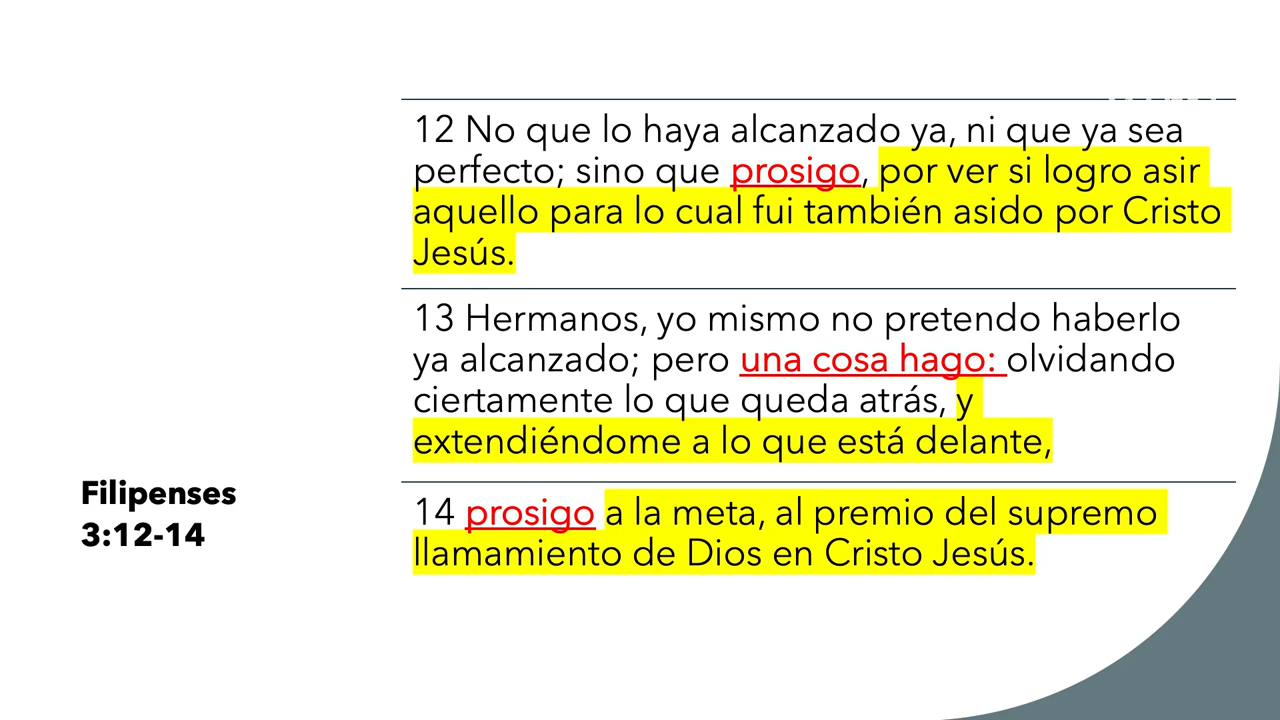 12 No que lo haya alcanzado ya, ni que ya sea
perfecto; sino que prosigo, por ver si logro asir
aquello para lo cual fui también asido por Cristo
Jesús.
13 Hermanos, yo mismo no pretendo haberlo
ya alcanzado; pero una cosa hago: olvidando
ciertamente lo que queda atrás, y
extendiéndome a lo que está delante,
Filipenses
3:12-14
14 prosigo a la meta, al premio del supremo
llamamiento de Dios en Cristo Jesús.